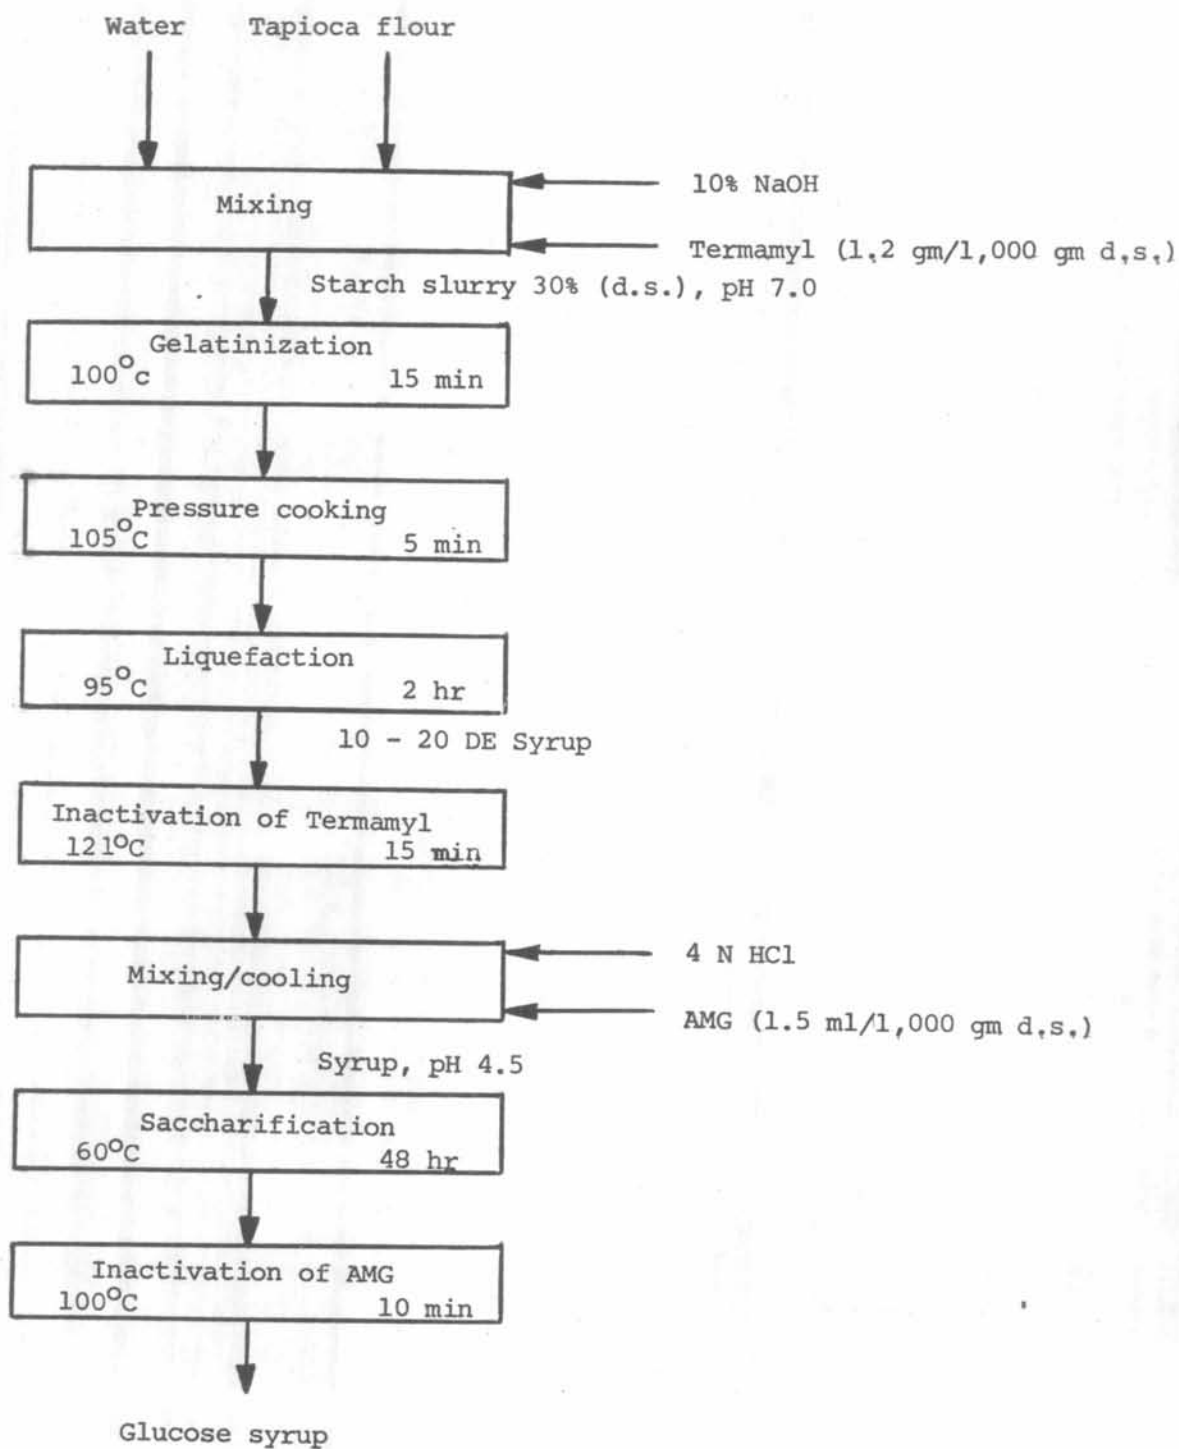 Water Tapioca flour
Mixing
10% NaOH
Termamyl (1.2 gm/1,000 gm d.s.)
Starch slurry 30% (d.s.), pH 7.0
Gelatinization
100°c 15 min
Pressure cooking
105°C 5 min
Liquefaction
95°C 2 hr
10 - 20 DE Syrup
Inactivation of Termamyl
121°C 15 min
Mixing/cooling
4 N HCl
AMG (1.5 ml/1,000 gm d.s.)
Syrup, pH 4.5
Saccharification
60°C 48 hr
Inactivation of AMG
100°C 10 min
Glucose syrup